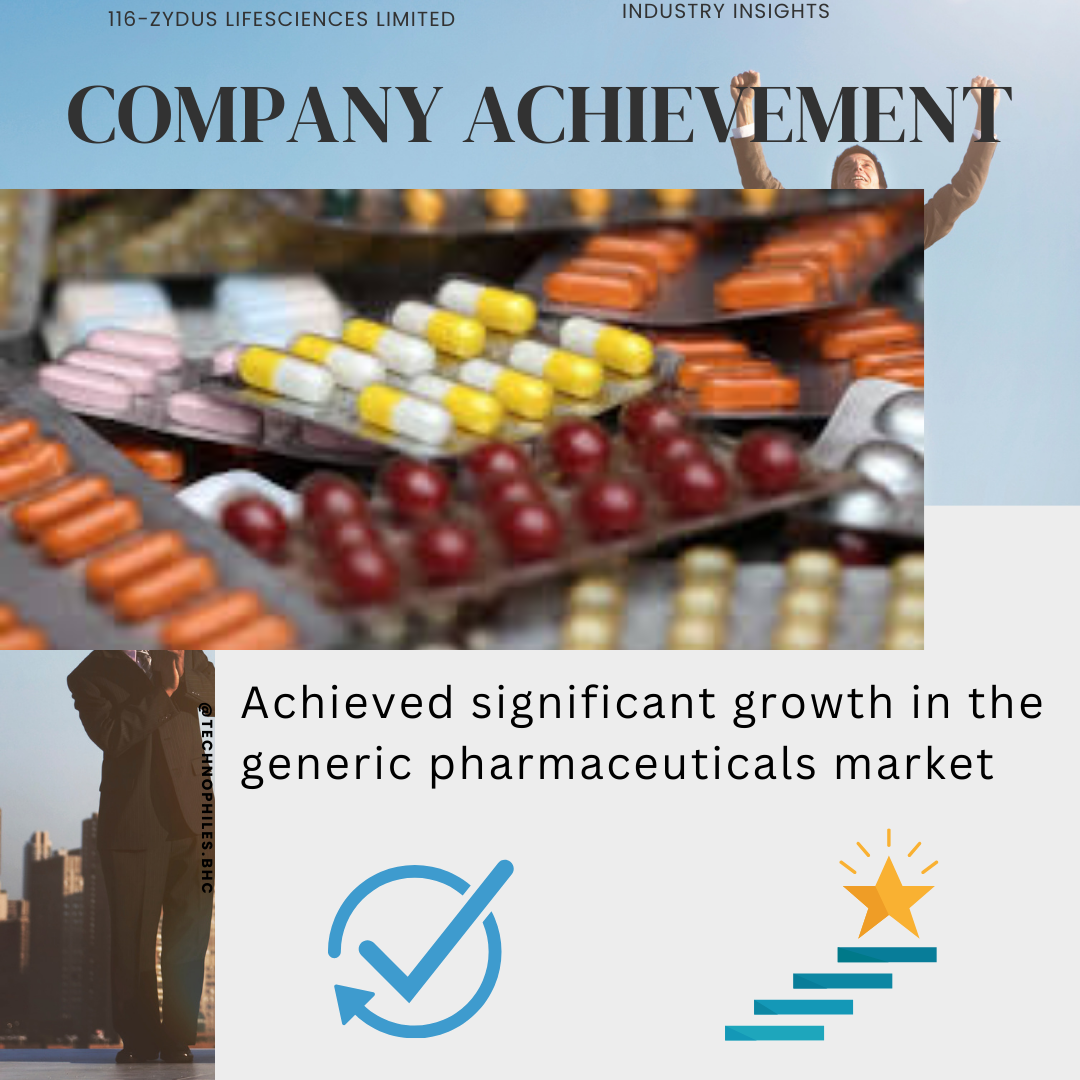 116-ZYDUS LIFESCIENCES LIMITED
INDUSTRY INSIGHTS
COMPANY ACHIEVEMENT
Achieved significant growth in the
generic pharmaceuticals market
@TECHNOPHILES.BHC